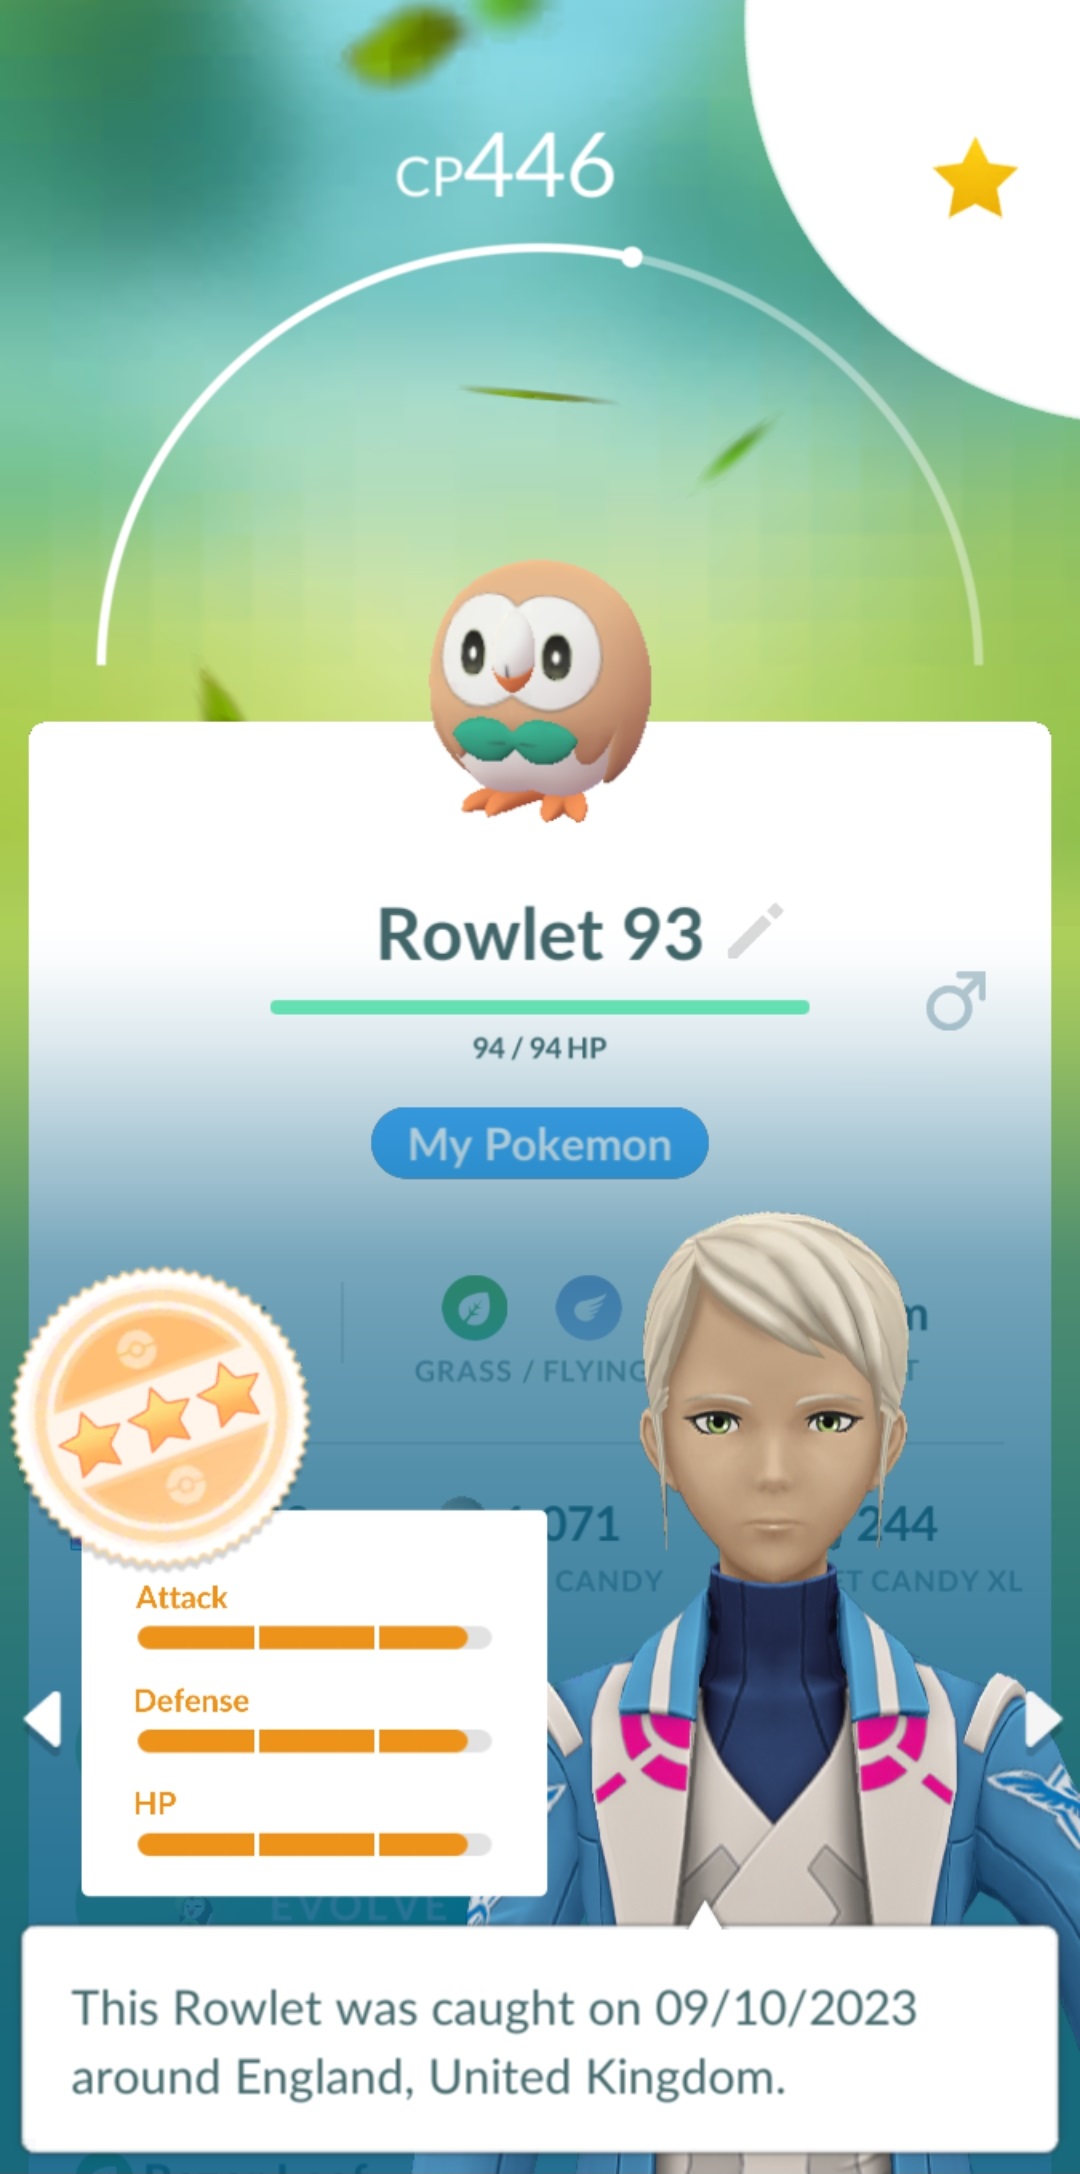 CP446
Rowlet 93
94 / 94 HP
My Pokemon
GRASS / FLYING
071
244
CANDY
CANDY XL
Attack
Defense
HP
EVOLVE
This Rowlet was caught on 09/10/2023
around England, United Kingdom.